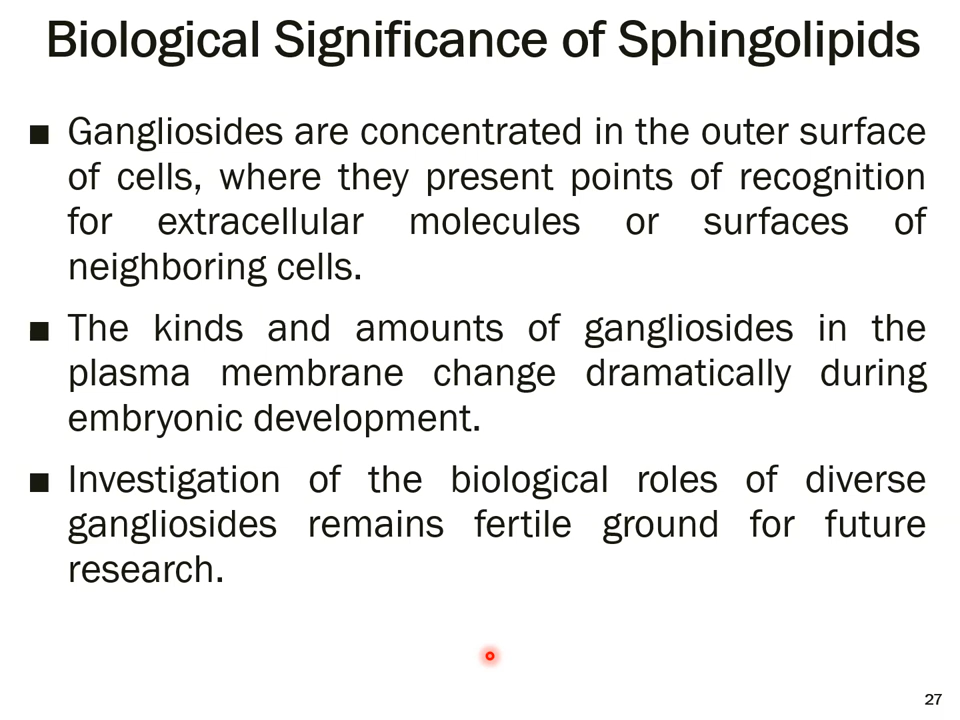 Biological Significance of Sphingolipids
■ Gangliosides are concentrated in the outer surface
of cells, where they present points of recognition
for extracellular molecules or surfaces of
neighboring cells.
■ The kinds and amounts of gangliosides in the
plasma membrane change dramatically during
embryonic development.
■ Investigation of the biological roles of diverse
gangliosides remains fertile ground for future
research.
27